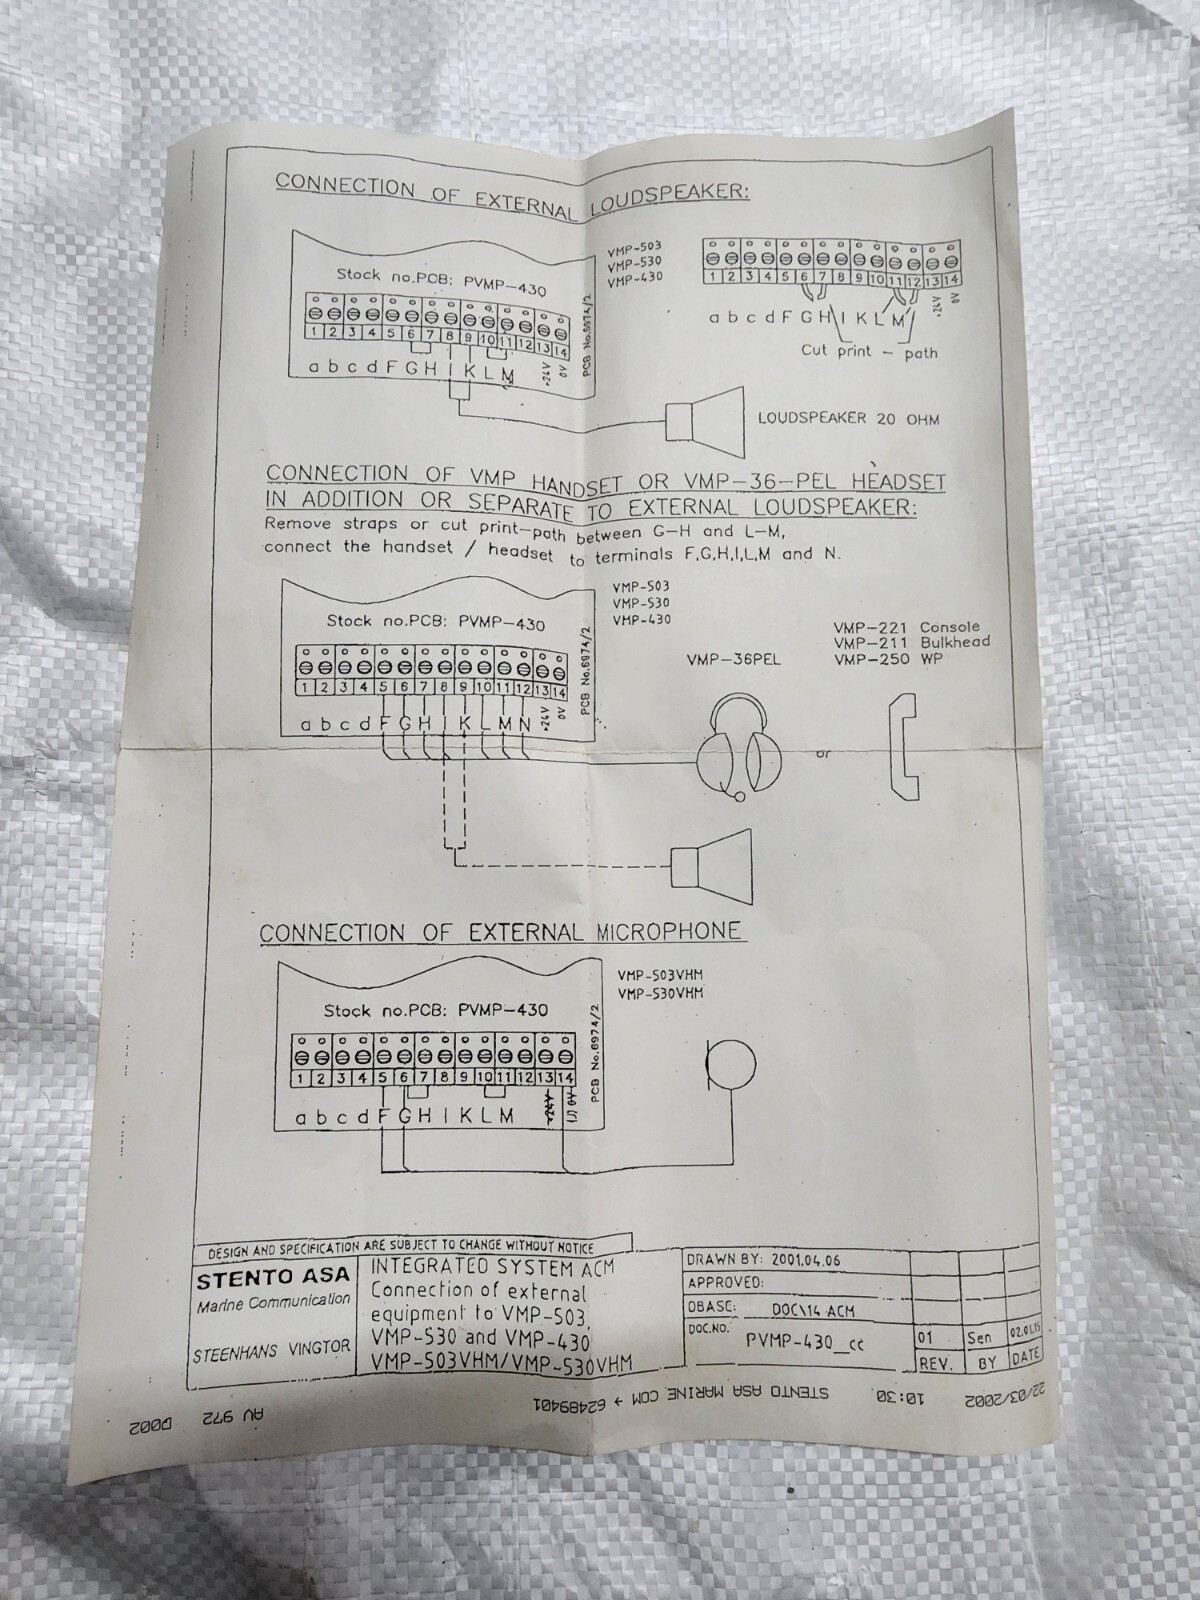 CONNECTION OF EXTERNAL LOUDSPEAKER:
Stock no.PCB: PVMP-430
1 2 3 4 5 6 7 8 9 10 11 12 13 14
a b c d F G H I K L M +24V 0V
PCB No.6974/2
VMP-503
VMP-530
VMP-430
1 2 3 4 5 6 7 8 9 10 11 12 13 14
a b c d F G H I K L M +24V 0V
Cut print - path
LOUDSPEAKER 20 OHM
CONNECTION OF VMP HANDSET OR VMP-36-PEL HEADSET
IN ADDITION OR SEPARATE TO EXTERNAL LOUDSPEAKER:
Remove straps or cut print-path between G-H and L-M,
connect the handset / headset to terminals F,G,H,I,L,M and N.
Stock no.PCB: PVMP-430
1 2 3 4 5 6 7 8 9 10 11 12 13 14
a b c d F G H I K L M N +24V 0V
PCB No.6974/2
VMP-503
VMP-530
VMP-430
VMP-36PEL
VMP-221 Console
VMP-211 Bulkhead
VMP-250 WP
or
CONNECTION OF EXTERNAL MICROPHONE
Stock no.PCB: PVMP-430
1 2 3 4 5 6 7 8 9 10 11 12 13 14
a b c d F G H I K L M +24V (J) 0V
PCB No.6974/2
VMP-503VHM
VMP-530VHM
DESIGN AND SPECIFICATION ARE SUBJECT TO CHANGE WITHOUT NOTICE
STENTO ASA
Marine Communication
STEENHANS VINGTOR
INTEGRATED SYSTEM ACM
Connection of external
equipment to VMP-503,
VMP-530 and VMP-430
VMP-503VHM/VMP-530VHM
DRAWN BY: 2001.04.06
APPROVED:
DBASE: DOC\14 ACM
DOC.NO. PVMP-430_cc
01 Sen 02.01.15
REV. BY DATE
22/03/2002 10:30 STENTO ASA MARINE COM → 62489401 AV 972 D002